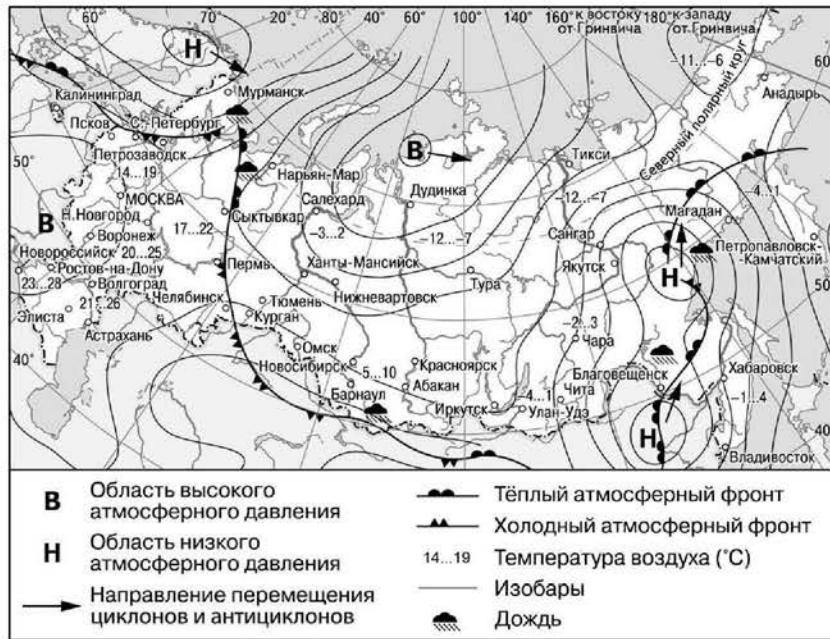 70°
20°
30°
60°
80°
100°
120°
140°
160°
180°
к востоку
от Гринвича
к западу
от Гринвича
60°
Н
–11...–6
Северный полярный круг
Анадырь
Мурманск
Калининград
Псков
С.-Петербург
В
50°
Петрозаводск
14...19
Нарьян-Мар
Салехард
Дудинка
Тикси
–12...–7
–4...1
МОСКВА
Н.Новгород
Сыктывкар
–3...2
–12...–7
Магадан
В
17...22
Воронеж
Сангар
Петропавловск-
Камчатский
Новороссийск
20...25
Ростов-на-Дону
Пермь
Ханты-Мансийск
Тура
Якутск
Н
23...28
Волгоград
Нижневартовск
50°
21...26
Челябинск
Тюмень
Элиста
Курган
–2...3
Чара
Астрахань
Омск
40°
Новосибирск
5...10
Красноярск
Благовещенск
Хабаровск
Барнаул
Абакан
–4...1
Чита
–1...4
Иркутск
Улан-Удэ
Н
40°
Владивосток
В
Область высокого
атмосферного давления
Н
Область низкого
атмосферного давления
Направление перемещения
циклонов и антициклонов
Тёплый атмосферный фронт
Холодный атмосферный фронт
14...19
Температура воздуха (°С)
Изобары
Дождь